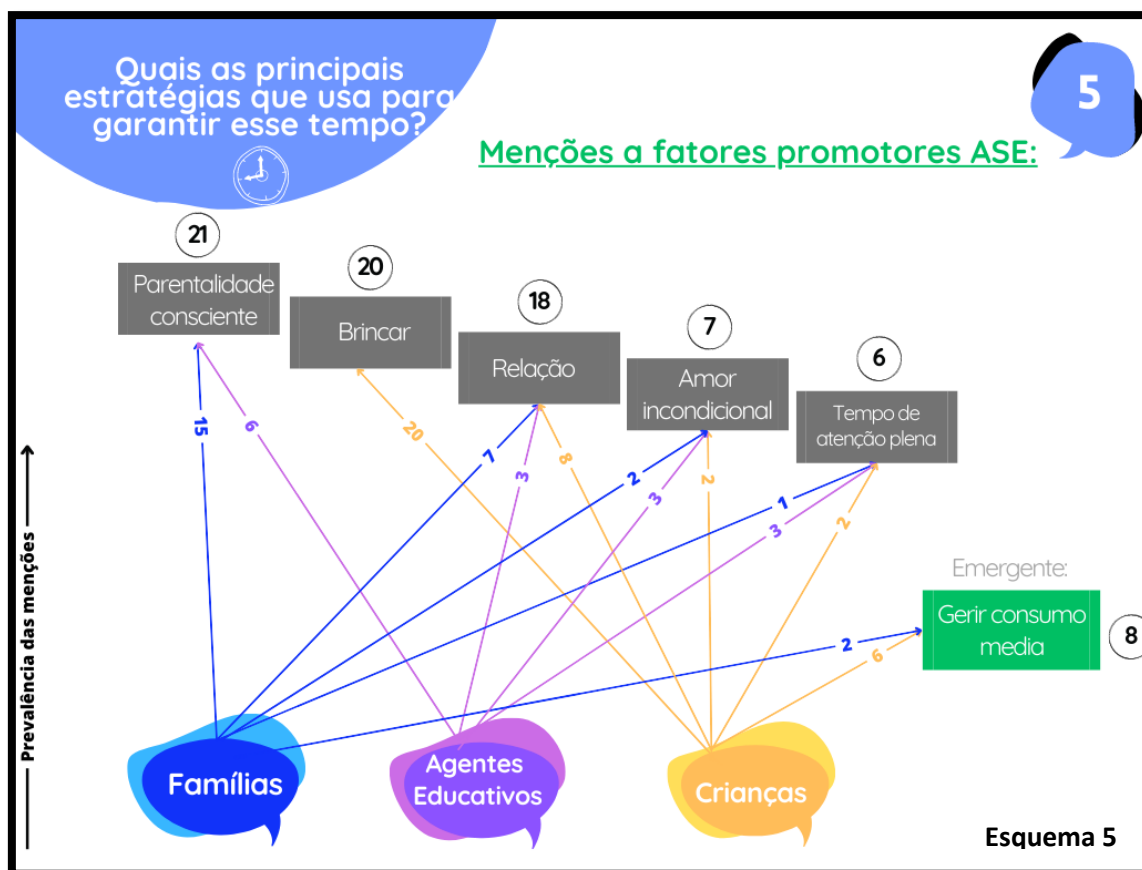 Quais as principais
estratégias que usa para
garantir esse tempo?
5
Menções a fatores promotores ASE:
21
Parentalidade
consciente
20
Brincar
18
Relação
7
Amor
incondicional
6
Tempo de
atenção plena
15
6
20
7
3
8
2
3
2
1
3
2
Emergente:
Gerir consumo
media
8
2
6
Prevalência das menções
Famílias
Agentes
Educativos
Crianças
Esquema 5